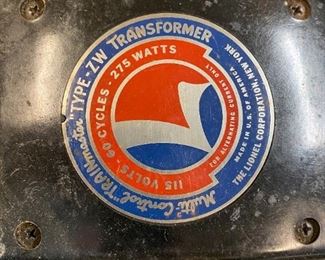 Multi-Control "TRAINmaster" TYPE-ZW TRANSFORMER
115 VOLTS-60 CYCLES-275 WATTS
FOR ALTERNATING CURRENT ONLY
MADE IN U.S. OF AMERICA
THE LIONEL CORPORATION, NEW YORK